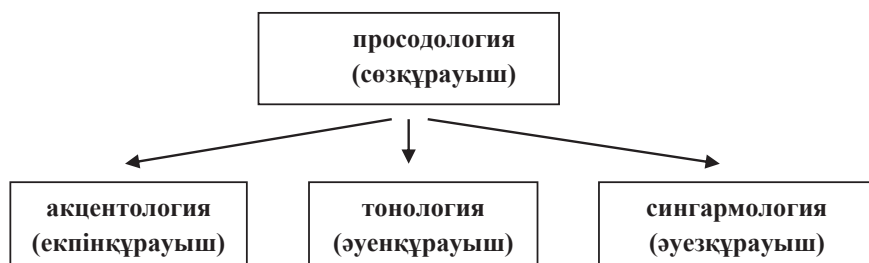 просодология
(сөзқұрауыш)
акцентология
(екпінқұрауыш)
тонология
(әуенқұрауыш)
сингармология
(әуезқұрауыш)